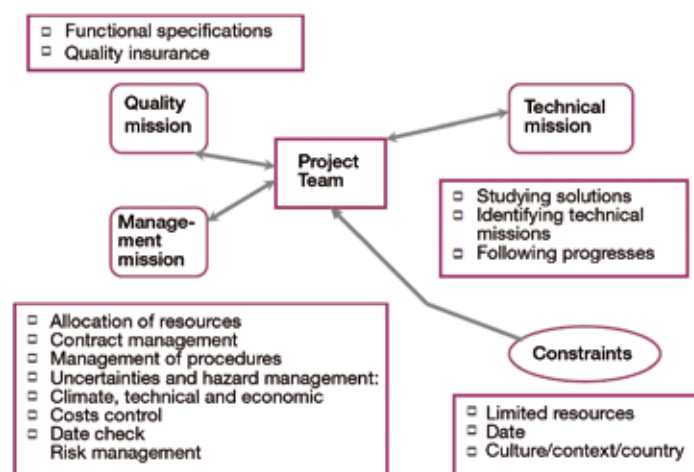 Functional specifications
Quality insurance
Quality
mission
Technical
mission
Project
Team
Manage-
ment
mission
Studying solutions
Identifying technical
missions
Following progresses
Allocation of resources
Contract management
Management of procedures
Uncertainties and hazard management:
Climate, technical and economic
Costs control
Date check
Risk management
Constraints
Limited resources
Date
Culture/context/country